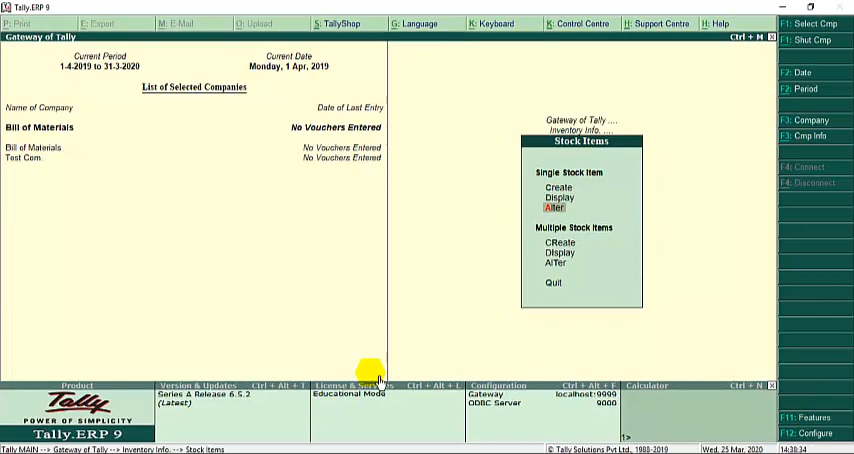 Tally.ERP 9
P: Print E: Export M: E-Mail O: Upload S: TallyShop G: Language K: Keyboard K: Control Centre H: Support Centre H: Help
Gateway of Tally Ctrl + M
Current Period Current Date
1-4-2019 to 31-3-2020 Monday, 1 Apr, 2019
List of Selected Companies
Name of Company Date of Last Entry
Bill of Materials No Vouchers Entered
Bill of Materials No Vouchers Entered
Test Com. No Vouchers Entered
Gateway of Tally ....
Inventory Info. ....
Stock Items
Single Stock Item
Create
Display
Alter
Multiple Stock Items
CReate
DIsplay
AlTer
Quit
F1: Select Cmp
F1: Shut Cmp
F2: Date
F2: Period
F3: Company
F3: Cmp Info
F4: Connect
F4: Disconnect
F11: Features
F12: Configure
Product
Tally
POWER OF SIMPLICITY
Tally.ERP 9
Version & Updates Ctrl + Alt + T
Series A Release 6.5.2
(Latest)
License & Services Ctrl + Alt + L
Educational Mode
Configuration Ctrl + Alt + F
Gateway localhost:9999
ODBC Server 9000
Calculator Ctrl + N
1>
Tally MAIN --> Gateway of Tally --> Inventory Info. --> Stock Items © Tally Solutions Pvt Ltd., 1988-2019 Wed, 25 Mar, 2020 14:38:34